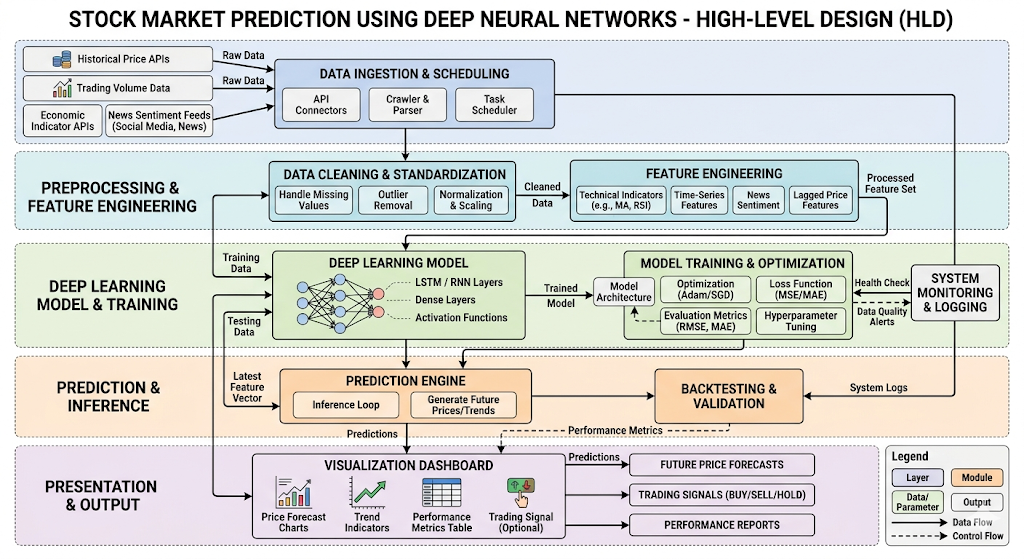 STOCK MARKET PREDICTION USING DEEP NEURAL NETWORKS - HIGH-LEVEL DESIGN (HLD)
Historical Price APIs
Trading Volume Data
Economic
Indicator APIs
News Sentiment Feeds
(Social Media, News)
Raw Data
Raw Data
DATA INGESTION & SCHEDULING
API
Connectors
Crawler &
Parser
Task
Scheduler
PREPROCESSING &
FEATURE ENGINEERING
DATA CLEANING & STANDARDIZATION
Handle Missing
Values
Outlier
Removal
Normalization
& Scaling
Cleaned
Data
FEATURE ENGINEERING
Technical Indicators
(e.g., MA, RSI)
Time-Series
Features
News
Sentiment
Lagged Price
Features
Processed
Feature Set
DEEP LEARNING
MODEL & TRAINING
Training
Data
Testing
Data
DEEP LEARNING MODEL
LSTM / RNN Layers
Dense Layers
Activation Functions
Trained
Model
MODEL TRAINING & OPTIMIZATION
Model
Architecture
Optimization
(Adam/SGD)
Loss Function
(MSE/MAE)
Evaluation Metrics
(RMSE, MAE)
Hyperparameter
Tuning
Health Check
Data Quality
Alerts
SYSTEM
MONITORING
& LOGGING
PREDICTION &
INFERENCE
Latest
Feature
Vector
PREDICTION ENGINE
Inference Loop
Generate Future
Prices/Trends
BACKTESTING &
VALIDATION
System Logs
Predictions
Performance Metrics
PRESENTATION
& OUTPUT
VISUALIZATION DASHBOARD
Price Forecast
Charts
Trend
Indicators
Performance
Metrics Table
Trading Signal
(Optional)
Predictions
FUTURE PRICE FORECASTS
TRADING SIGNALS (BUY/SELL/HOLD)
PERFORMANCE REPORTS
Legend
Layer
Module
Data/
Parameter
Output
Data Flow
Control Flow